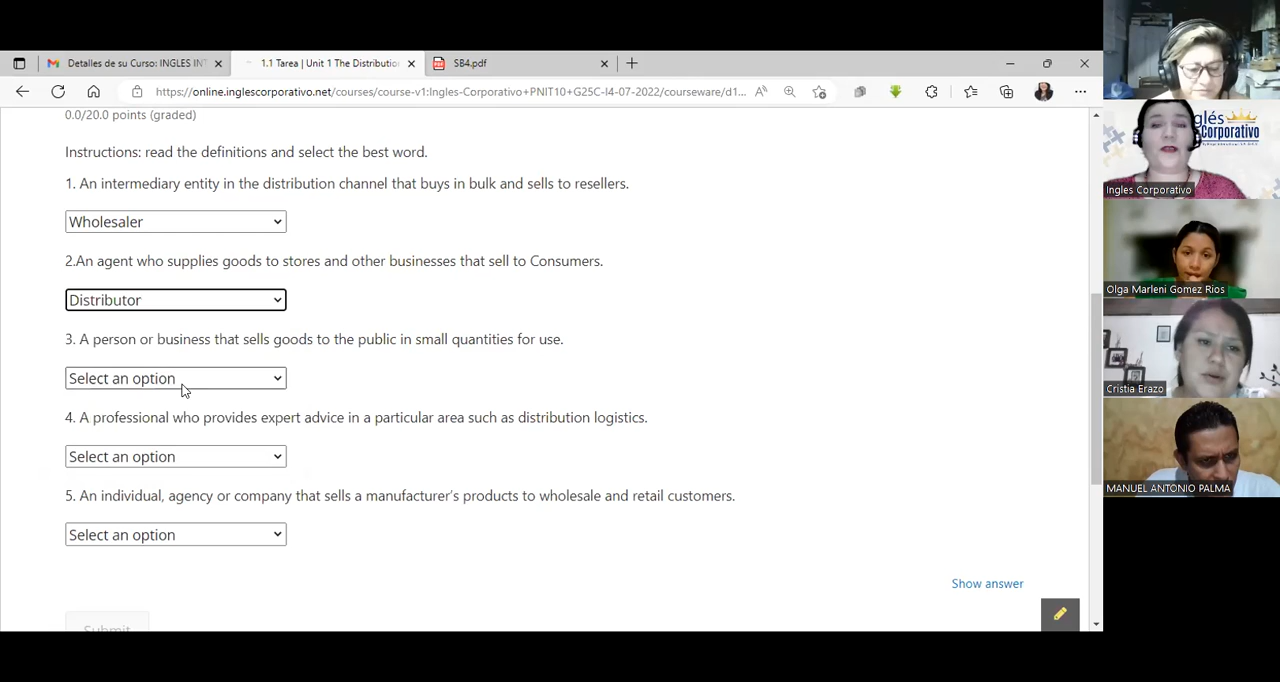 Detalles de su Curso: INGLES INT
1.1 Tarea | Unit 1 The Distributio
SB4.pdf
https://online.inglescorporativo.net/courses/course-v1:Ingles-Corporativo+PNIT10+G25C-I4-07-2022/courseware/d1...
0.0/20.0 points (graded)
Instructions: read the definitions and select the best word.
1. An intermediary entity in the distribution channel that buys in bulk and sells to resellers.
Wholesaler
2.An agent who supplies goods to stores and other businesses that sell to Consumers.
Distributor
3. A person or business that sells goods to the public in small quantities for use.
Select an option
4. A professional who provides expert advice in a particular area such as distribution logistics.
Select an option
5. An individual, agency or company that sells a manufacturer's products to wholesale and retail customers.
Select an option
Show answer
Submit
glés
Corporativo
Ingles Corporativo
Olga Marleni Gomez Rios
Cristia Erazo
MANUEL ANTONIO PALMA